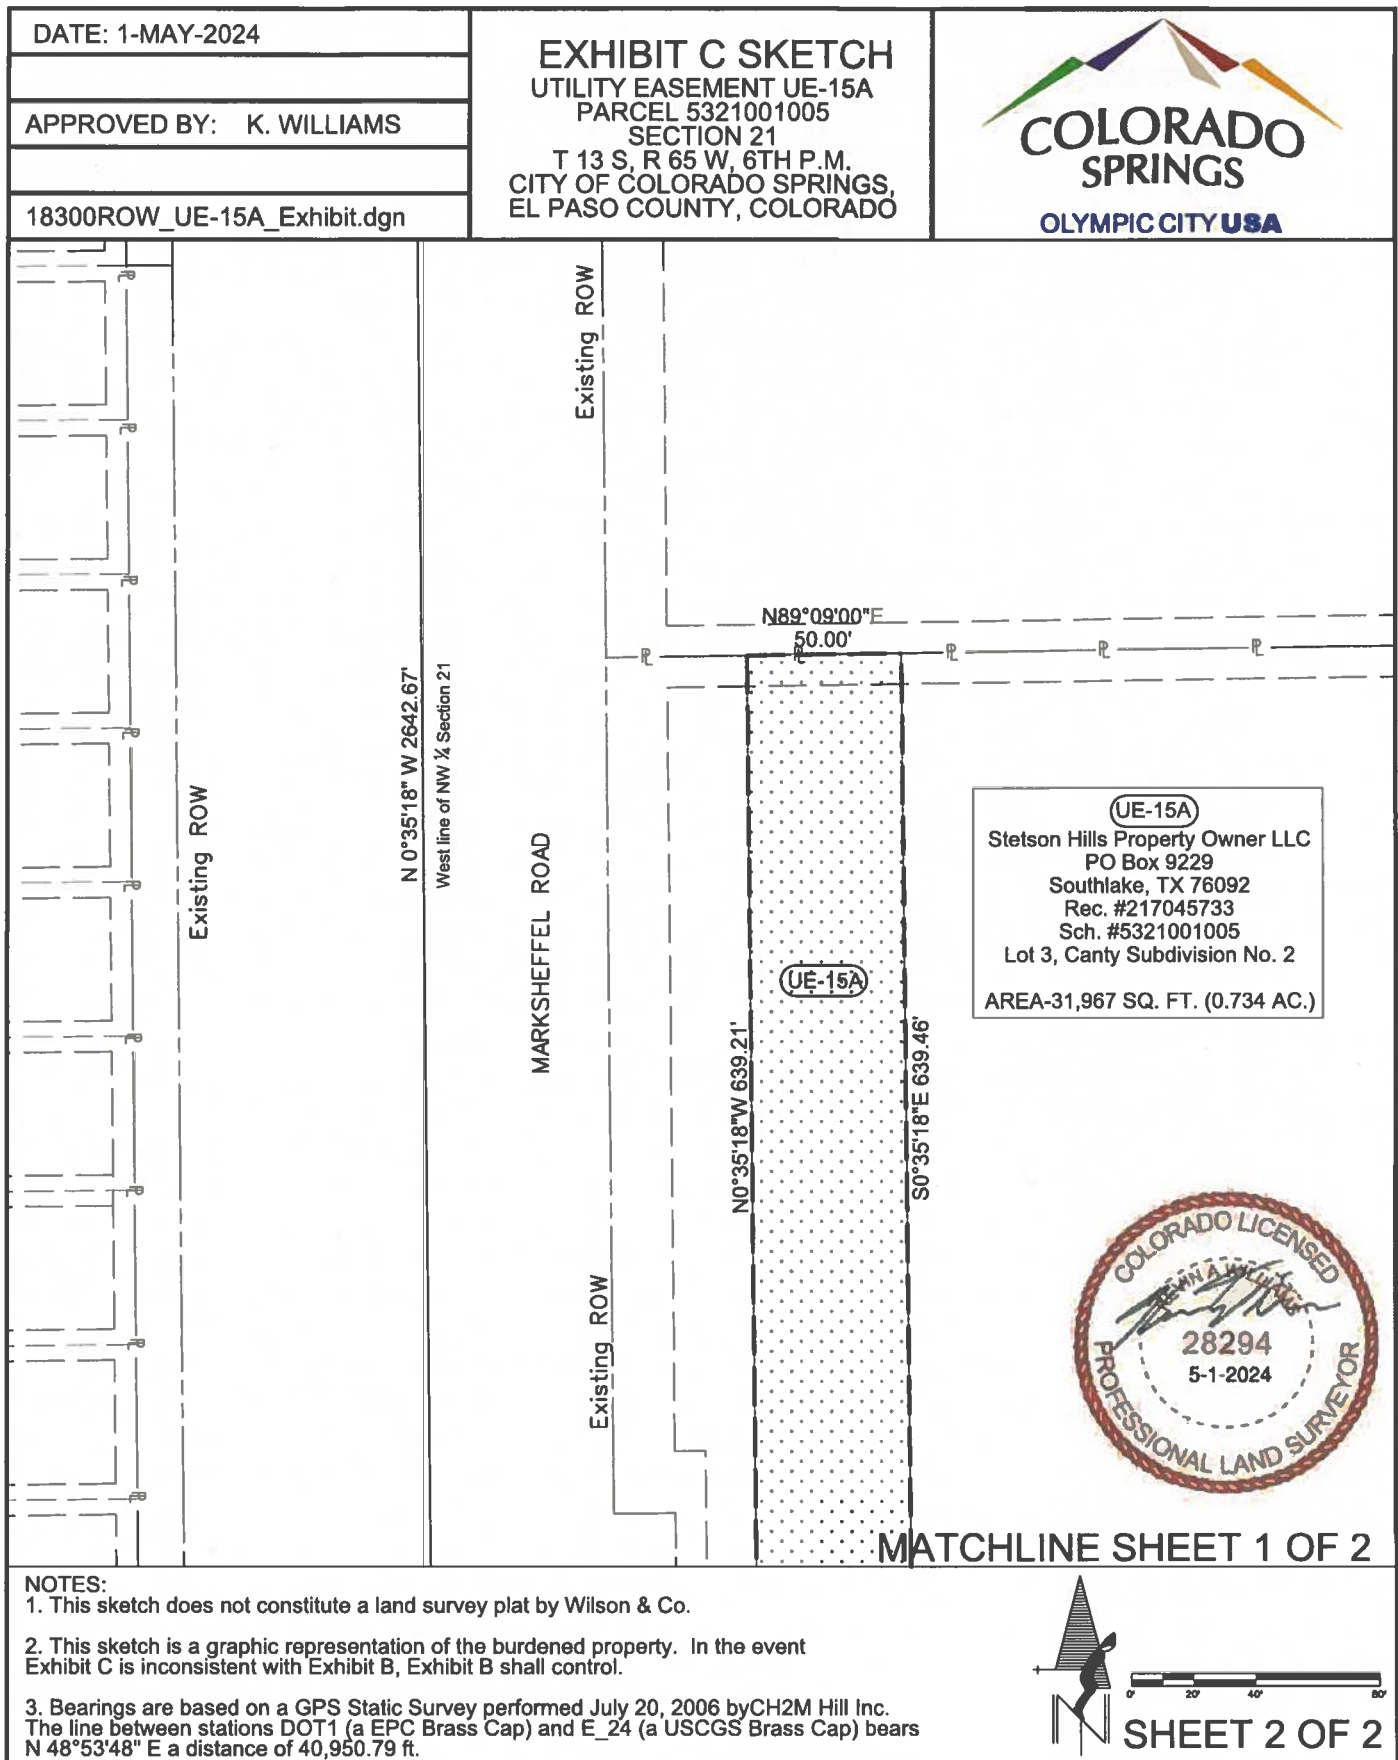 DATE: 1-MAY-2024
APPROVED BY: K. WILLIAMS
18300ROW_UE-15A_Exhibit.dgn
EXHIBIT C SKETCH
UTILITY EASEMENT UE-15A
PARCEL 5321001005
SECTION 21
T 13 S, R 65 W, 6TH P.M.
CITY OF COLORADO SPRINGS,
EL PASO COUNTY, COLORADO
COLORADO
SPRINGS
OLYMPIC CITY USA
Existing ROW
N89°09'00"E
50.00'
N 0°35'18" W 2642.67'
West line of NW ¼ Section 21
Existing ROW
MARKSHEFFEL ROAD
UE-15A
Stetson Hills Property Owner LLC
PO Box 9229
Southlake, TX 76092
Rec. #217045733
Sch. #5321001005
Lot 3, Canty Subdivision No. 2
AREA-31,967 SQ. FT. (0.734 AC.)
UE-15A
N0°35'18"W 639.21'
S0°35'18"E 639.46'
Existing ROW
COLORADO LICENSED
28294
5-1-2024
PROFESSIONAL LAND SURVEYOR
MATCHLINE SHEET 1 OF 2
NOTES:
1. This sketch does not constitute a land survey plat by Wilson & Co.
2. This sketch is a graphic representation of the burdened property. In the event
Exhibit C is inconsistent with Exhibit B, Exhibit B shall control.
3. Bearings are based on a GPS Static Survey performed July 20, 2006 byCH2M Hill Inc.
The line between stations DOT1 (a EPC Brass Cap) and E_24 (a USCGS Brass Cap) bears
N 48°53'48" E a distance of 40,950.79 ft.
N
0' 20' 40' 80'
SHEET 2 OF 2